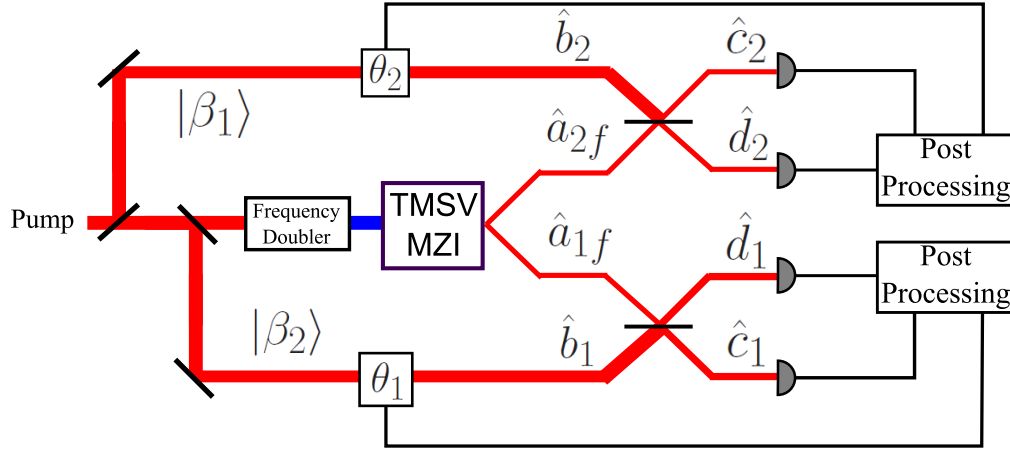 θ₂
b̂₂
ĉ₂
|β₁⟩
â₂f
d̂₂
Post
Processing
Pump
Frequency
Doubler
TMSV
MZI
â₁f
d̂₁
Post
Processing
|β₂⟩
θ₁
b̂₁
ĉ₁